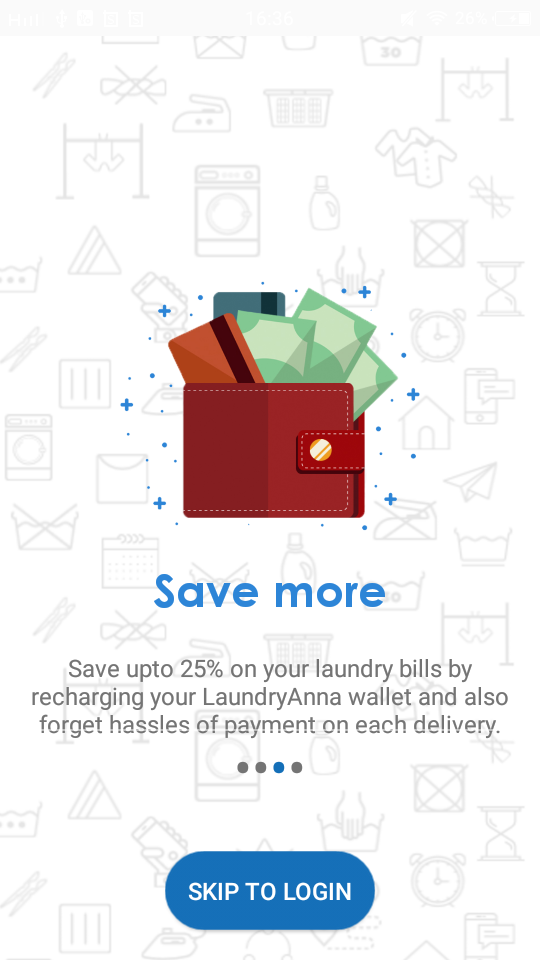 16:36
26%
30
Save more
Save upto 25% on your laundry bills by
recharging your LaundryAnna wallet and also
forget hassles of payment on each delivery.
SKIP TO LOGIN